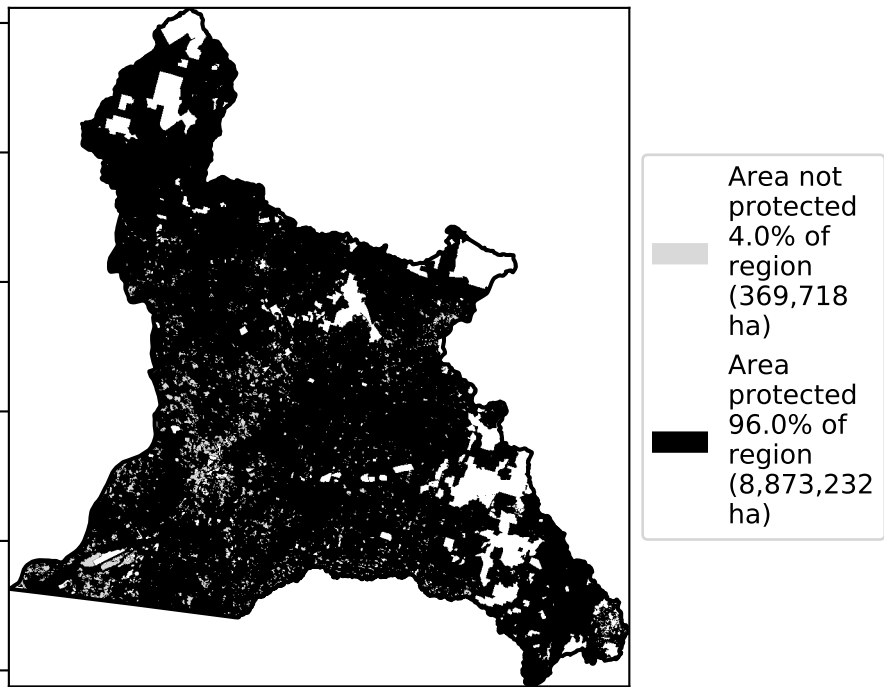 Area not
protected
4.0% of
region
(369,718
ha)
Area
protected
96.0% of
region
(8,873,232
ha)